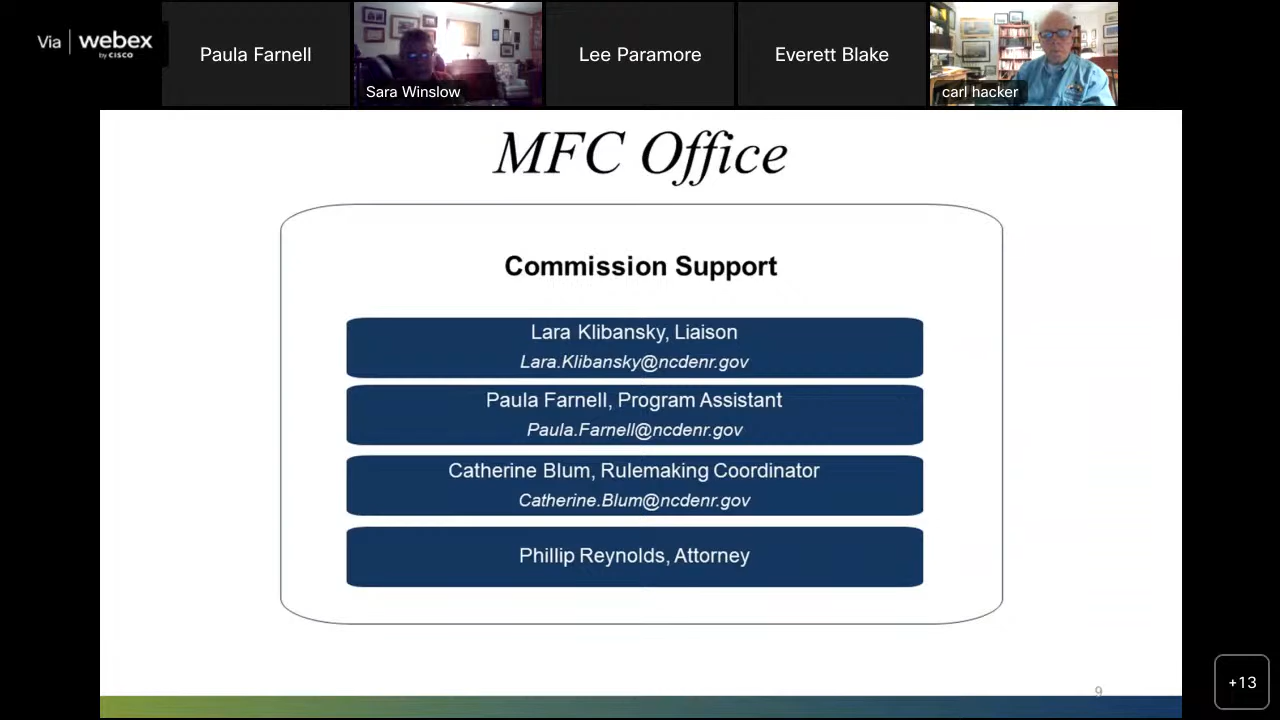 Via webex
by CISCO
Paula Farnell
Sara Winslow
Lee Paramore
Everett Blake
carl hacker
MFC Office
Commission Support
Lara Klibansky, Liaison
Lara.Klibansky@ncdenr.gov
Paula Farnell, Program Assistant
Paula.Farnell@ncdenr.gov
Catherine Blum, Rulemaking Coordinator
Catherine.Blum@ncdenr.gov
Phillip Reynolds, Attorney
9
+13